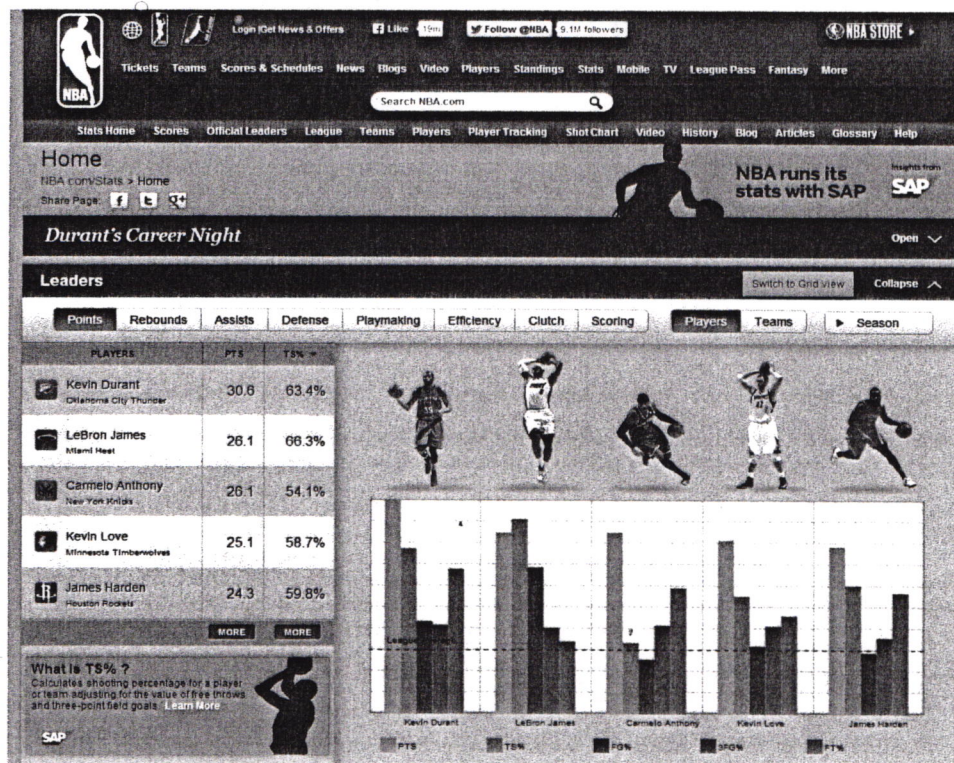 Login |Get News & Offers
Like 19m
Follow @NBA 9.1M followers
NBA STORE
NBA
Tickets Teams Scores & Schedules News Blogs Video Players Standings Stats Mobile TV League Pass Fantasy More
Search NBA.com
Stats Home Scores Official Leaders League Teams Players Player Tracking Shot Chart Video History Blog Articles Glossary Help
Home
NBA.com/Stats > Home
Share Page:
NBA runs its
stats with SAP
Insights from
SAP
Durant's Career Night
Open
Leaders
Switch to Grid view
Collapse
Points Rebounds Assists Defense Playmaking Efficiency Clutch Scoring Players Teams Season
PLAYERS PTS TS%
Kevin Durant 30.6 63.4%
Oklahoma City Thunder
LeBron James 26.1 66.3%
Miami Heat
Carmelo Anthony 26.1 54.1%
New York Knicks
Kevin Love 25.1 58.7%
Minnesota Timberwolves
James Harden 24.3 59.8%
Houston Rockets
MORE MORE
What is TS% ?
Calculates shooting percentage for a player
or team adjusting for the value of free throws
and three-point field goals. Learn More
SAP
Kevin Durant LeBron James Carmelo Anthony Kevin Love James Harden
PTS TS% FG% 3FG% FT%